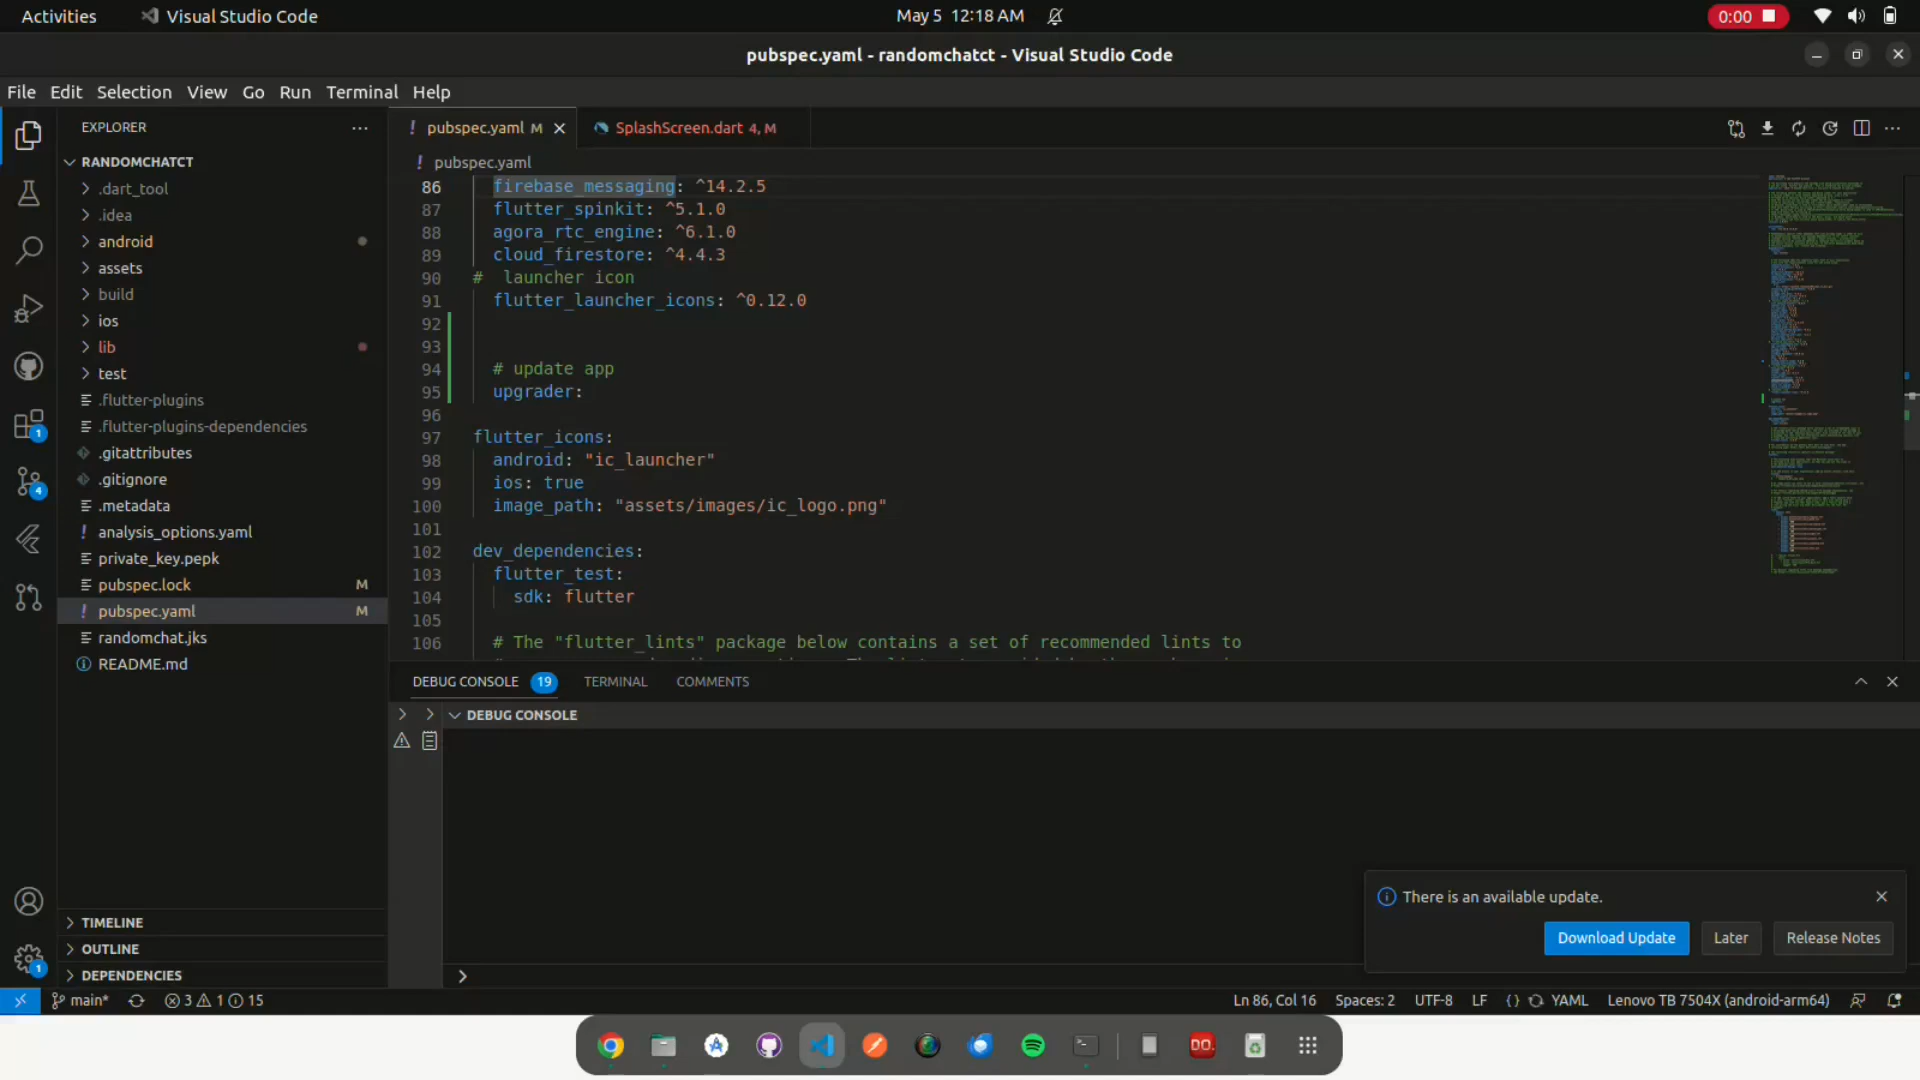 Activities
Visual Studio Code
May 5 12:18 AM
0:00
pubspec.yaml - randomchatct - Visual Studio Code
File Edit Selection View Go Run Terminal Help
EXPLORER
RANDOMCHATCT
.dart_tool
.idea
android
assets
build
ios
lib
test
.flutter-plugins
.flutter-plugins-dependencies
.gitattributes
.gitignore
.metadata
analysis_options.yaml
private_key.pepk
pubspec.lock M
pubspec.yaml M
randomchat.jks
README.md
TIMELINE
OUTLINE
DEPENDENCIES
1
4
1
! pubspec.yaml M
SplashScreen.dart 4, M
! pubspec.yaml
86 firebase_messaging: ^14.2.5
87 flutter_spinkit: ^5.1.0
88 agora_rtc_engine: ^6.1.0
89 cloud_firestore: ^4.4.3
90 # launcher icon
91 flutter_launcher_icons: ^0.12.0
92
93
94 # update app
95 upgrader:
96
97 flutter_icons:
98 android: "ic_launcher"
99 ios: true
100 image_path: "assets/images/ic_logo.png"
101
102 dev_dependencies:
103 flutter_test:
104 sdk: flutter
105
106 # The "flutter_lints" package below contains a set of recommended lints to
DEBUG CONSOLE 19 TERMINAL COMMENTS
DEBUG CONSOLE
There is an available update.
Download Update
Later
Release Notes
main*
3 1 15
Ln 86, Col 16
Spaces: 2
UTF-8
LF
{} YAML
Lenovo TB 7504X (android-arm64)
DO.